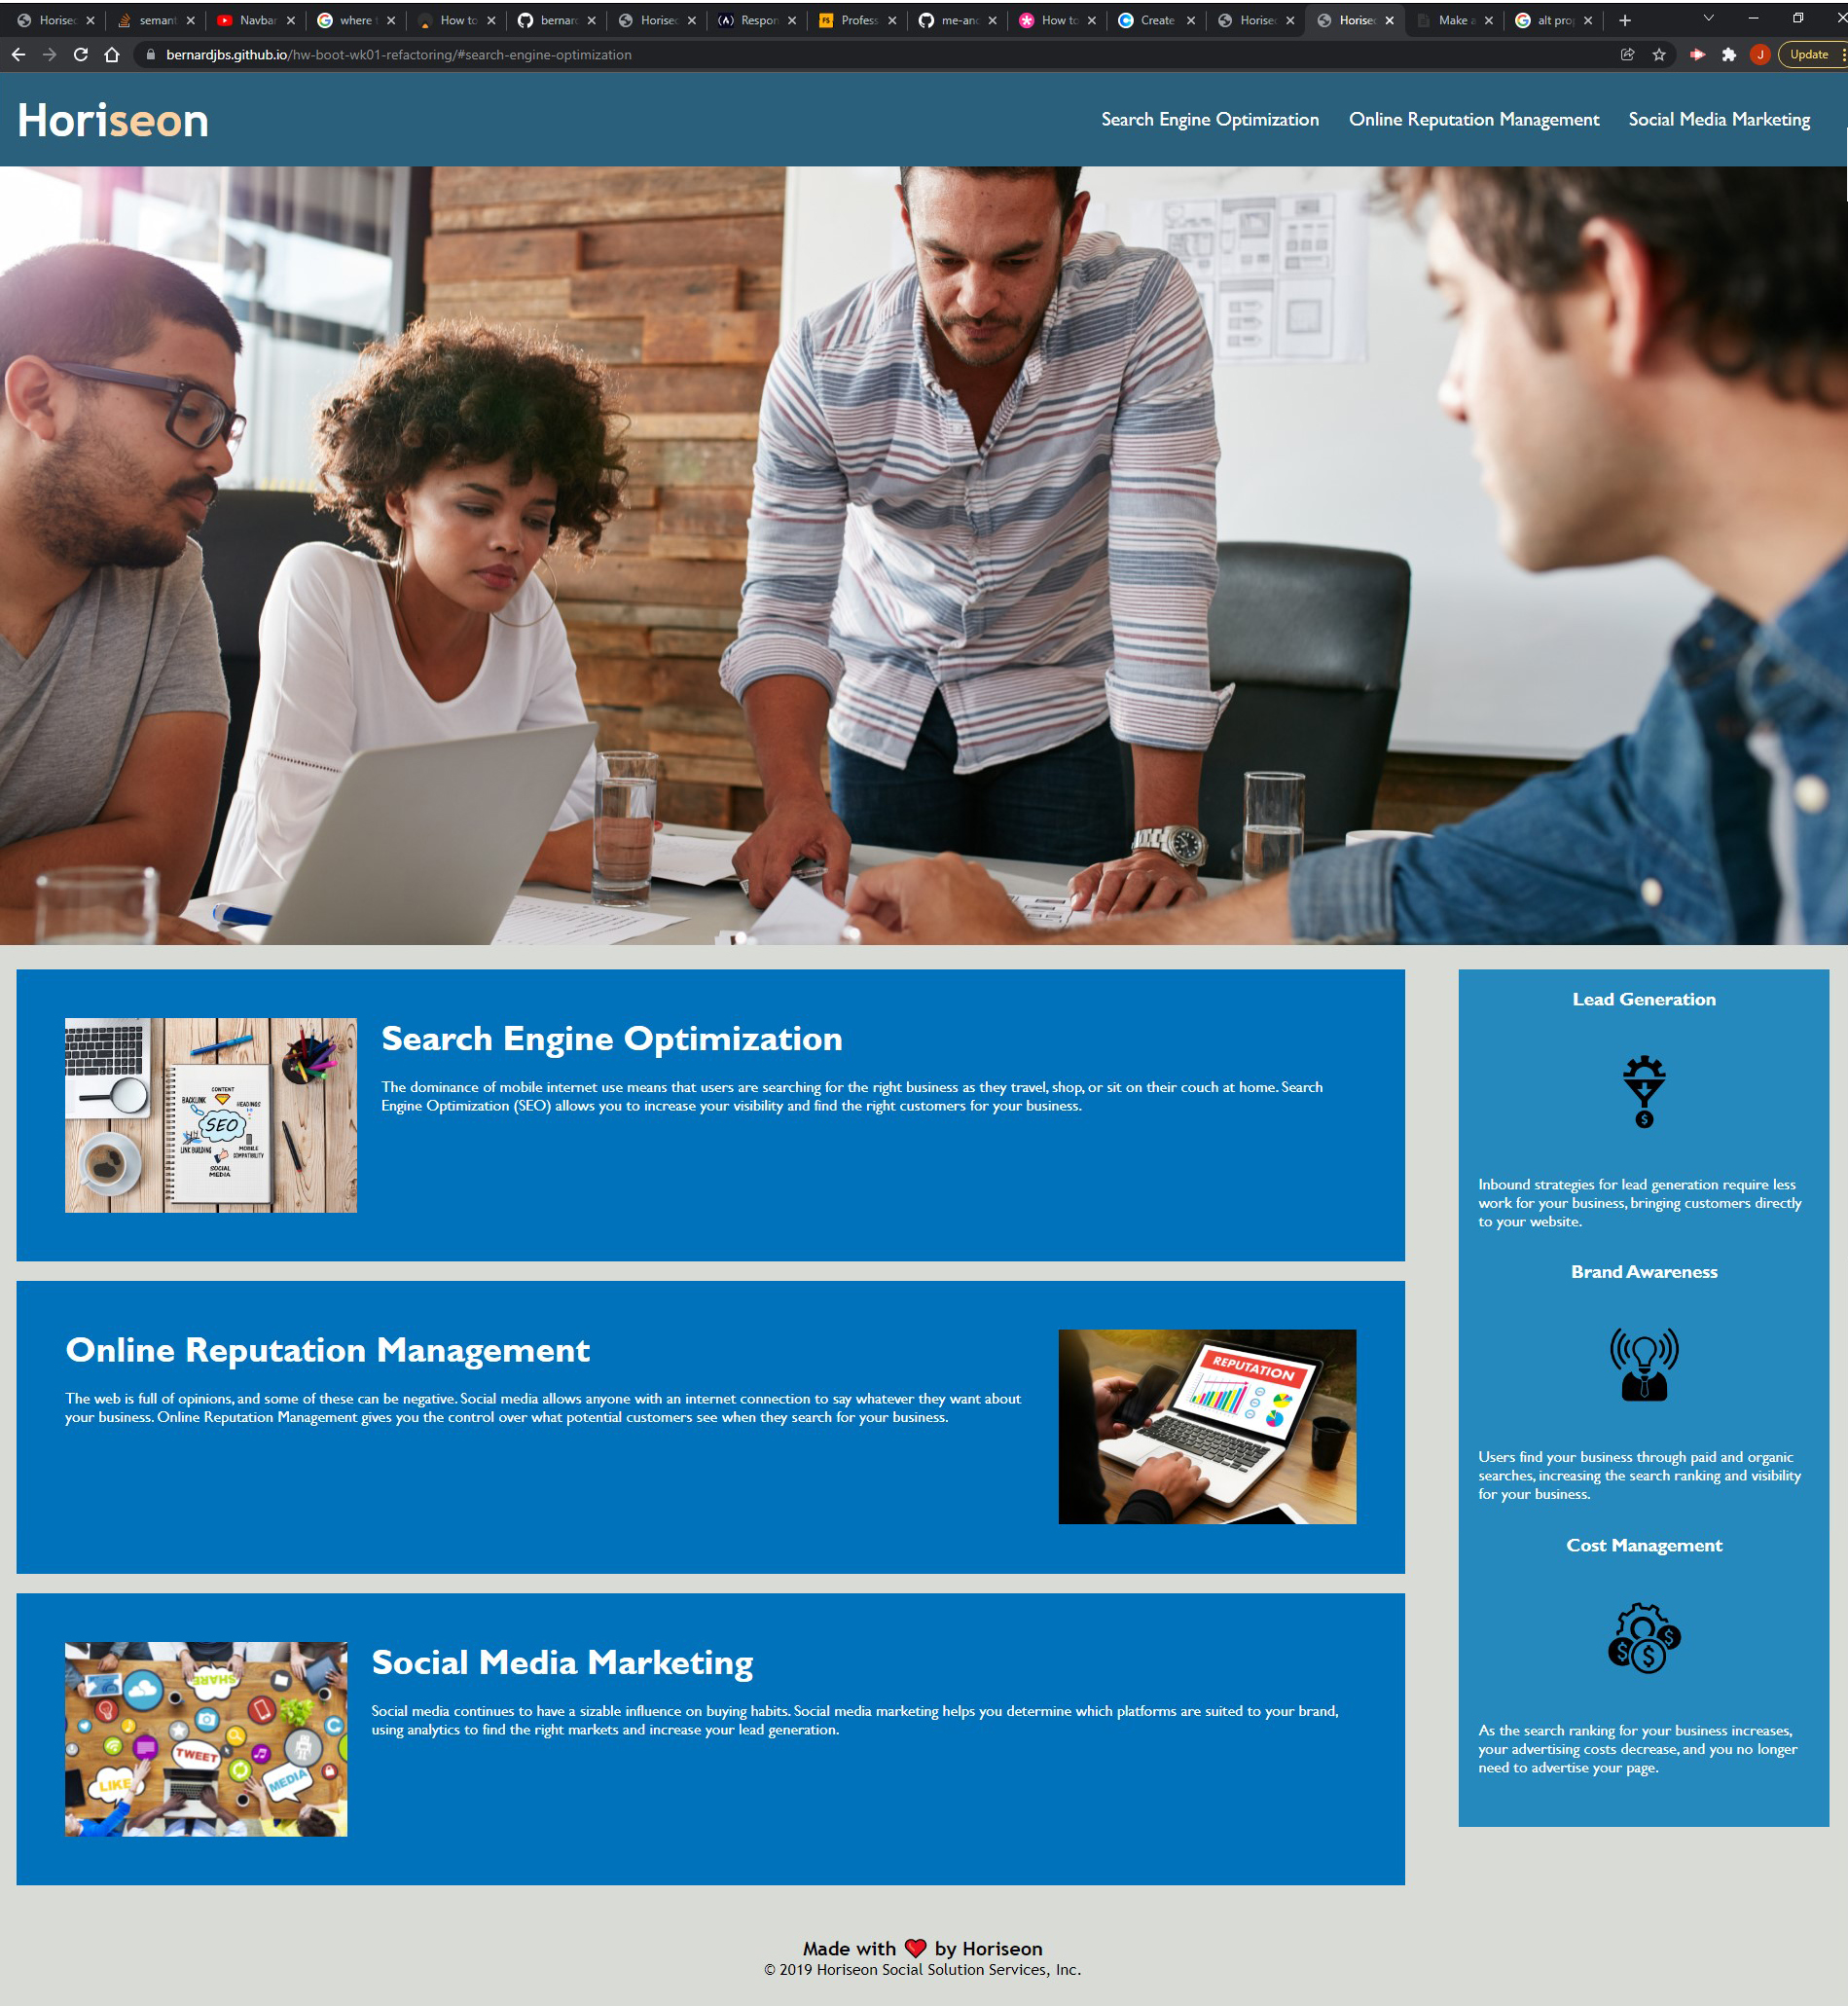 Horisec
semant
Navbar
where t
How to
bernard
Horisec
Respon
Profess
me-and
How to
Create
Horisec
Horisec
Make a
alt prop
bernardjbs.github.io/hw-boot-wk01-refactoring/#search-engine-optimization
J
Update
Horiseon
Search Engine Optimization Online Reputation Management Social Media Marketing
CONTENT
BACKLINK
HEADINGS
SEO
LINK BUILDING
MOBILE
COMPATIBILITY
SOCIAL
MEDIA
Search Engine Optimization
The dominance of mobile internet use means that users are searching for the right business as they travel, shop, or sit on their couch at home. Search
Engine Optimization (SEO) allows you to increase your visibility and find the right customers for your business.
Online Reputation Management
The web is full of opinions, and some of these can be negative. Social media allows anyone with an internet connection to say whatever they want about
your business. Online Reputation Management gives you the control over what potential customers see when they search for your business.
REPUTATION
SHARE
TWEET
LIKE
MEDIA
Social Media Marketing
Social media continues to have a sizable influence on buying habits. Social media marketing helps you determine which platforms are suited to your brand,
using analytics to find the right markets and increase your lead generation.
Lead Generation
$
Inbound strategies for lead generation require less
work for your business, bringing customers directly
to your website.
Brand Awareness
Users find your business through paid and organic
searches, increasing the search ranking and visibility
for your business.
Cost Management
$ $ $
As the search ranking for your business increases,
your advertising costs decrease, and you no longer
need to advertise your page.
Made with ❤️ by Horiseon
© 2019 Horiseon Social Solution Services, Inc.